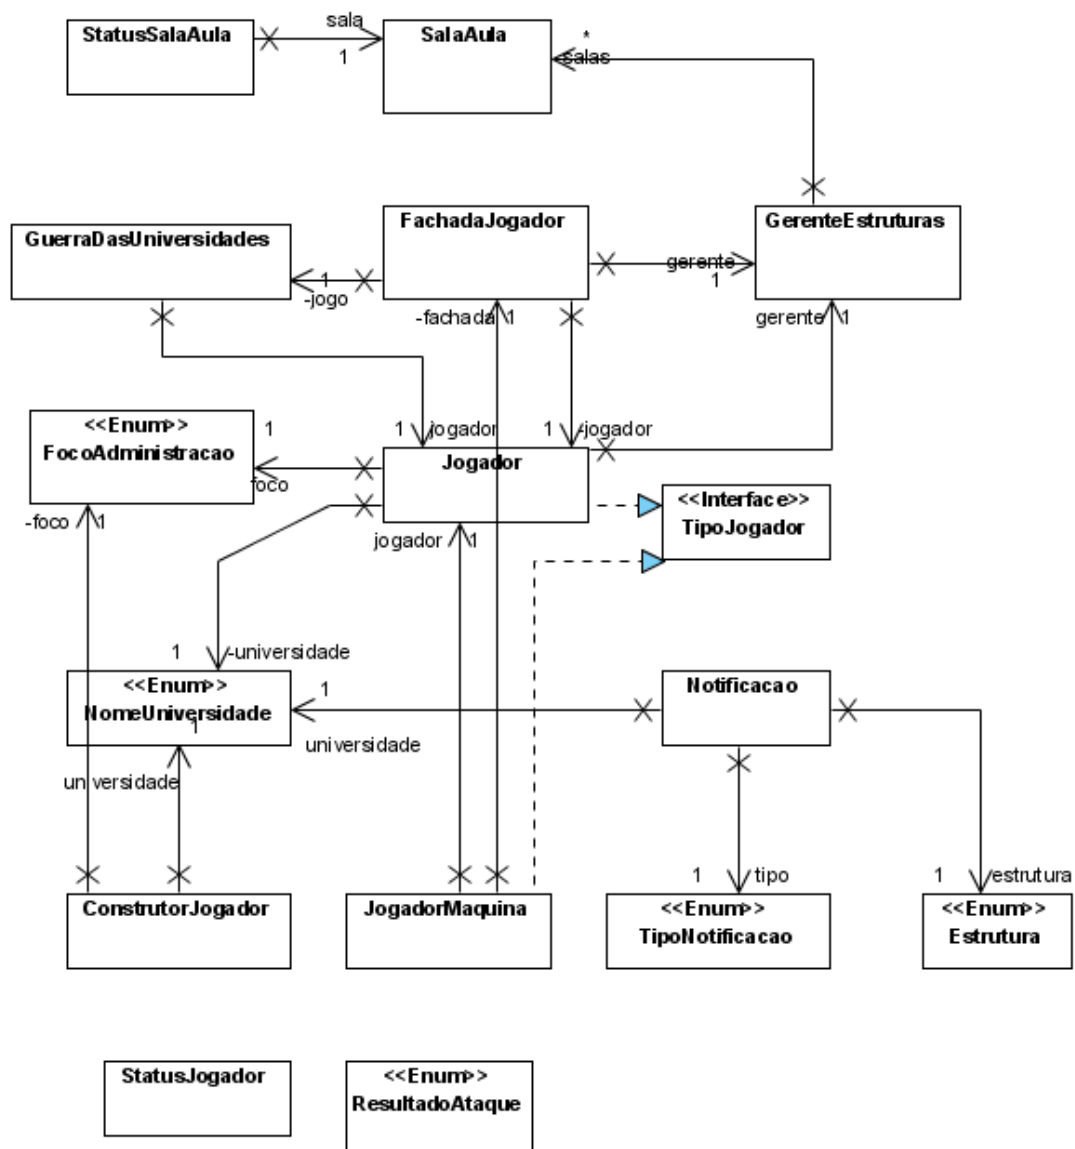 sala
StatusSalaAula
SalaAula
*
1
-salas
FachadaJogador
GerenteEstruturas
GuerraDasUniversidades
gerente
1
1
-jogo
-fachada
1
gerente
1
<<Enum>>
FocoAdministracao
1
1
jogador
1
-jogador
Jogador
foco
<<Interface>>
TipoJogador
-foco
1
jogador
1
1
-universidade
<<Enum>>
NomeUniversidade
1
1
Notificacao
universidade
universidade
1
tipo
1
estrutura
ConstrutorJogador
JogadorMaquina
<<Enum>>
TipoNotificacao
<<Enum>>
Estrutura
StatusJogador
<<Enum>>
ResultadoAtaque